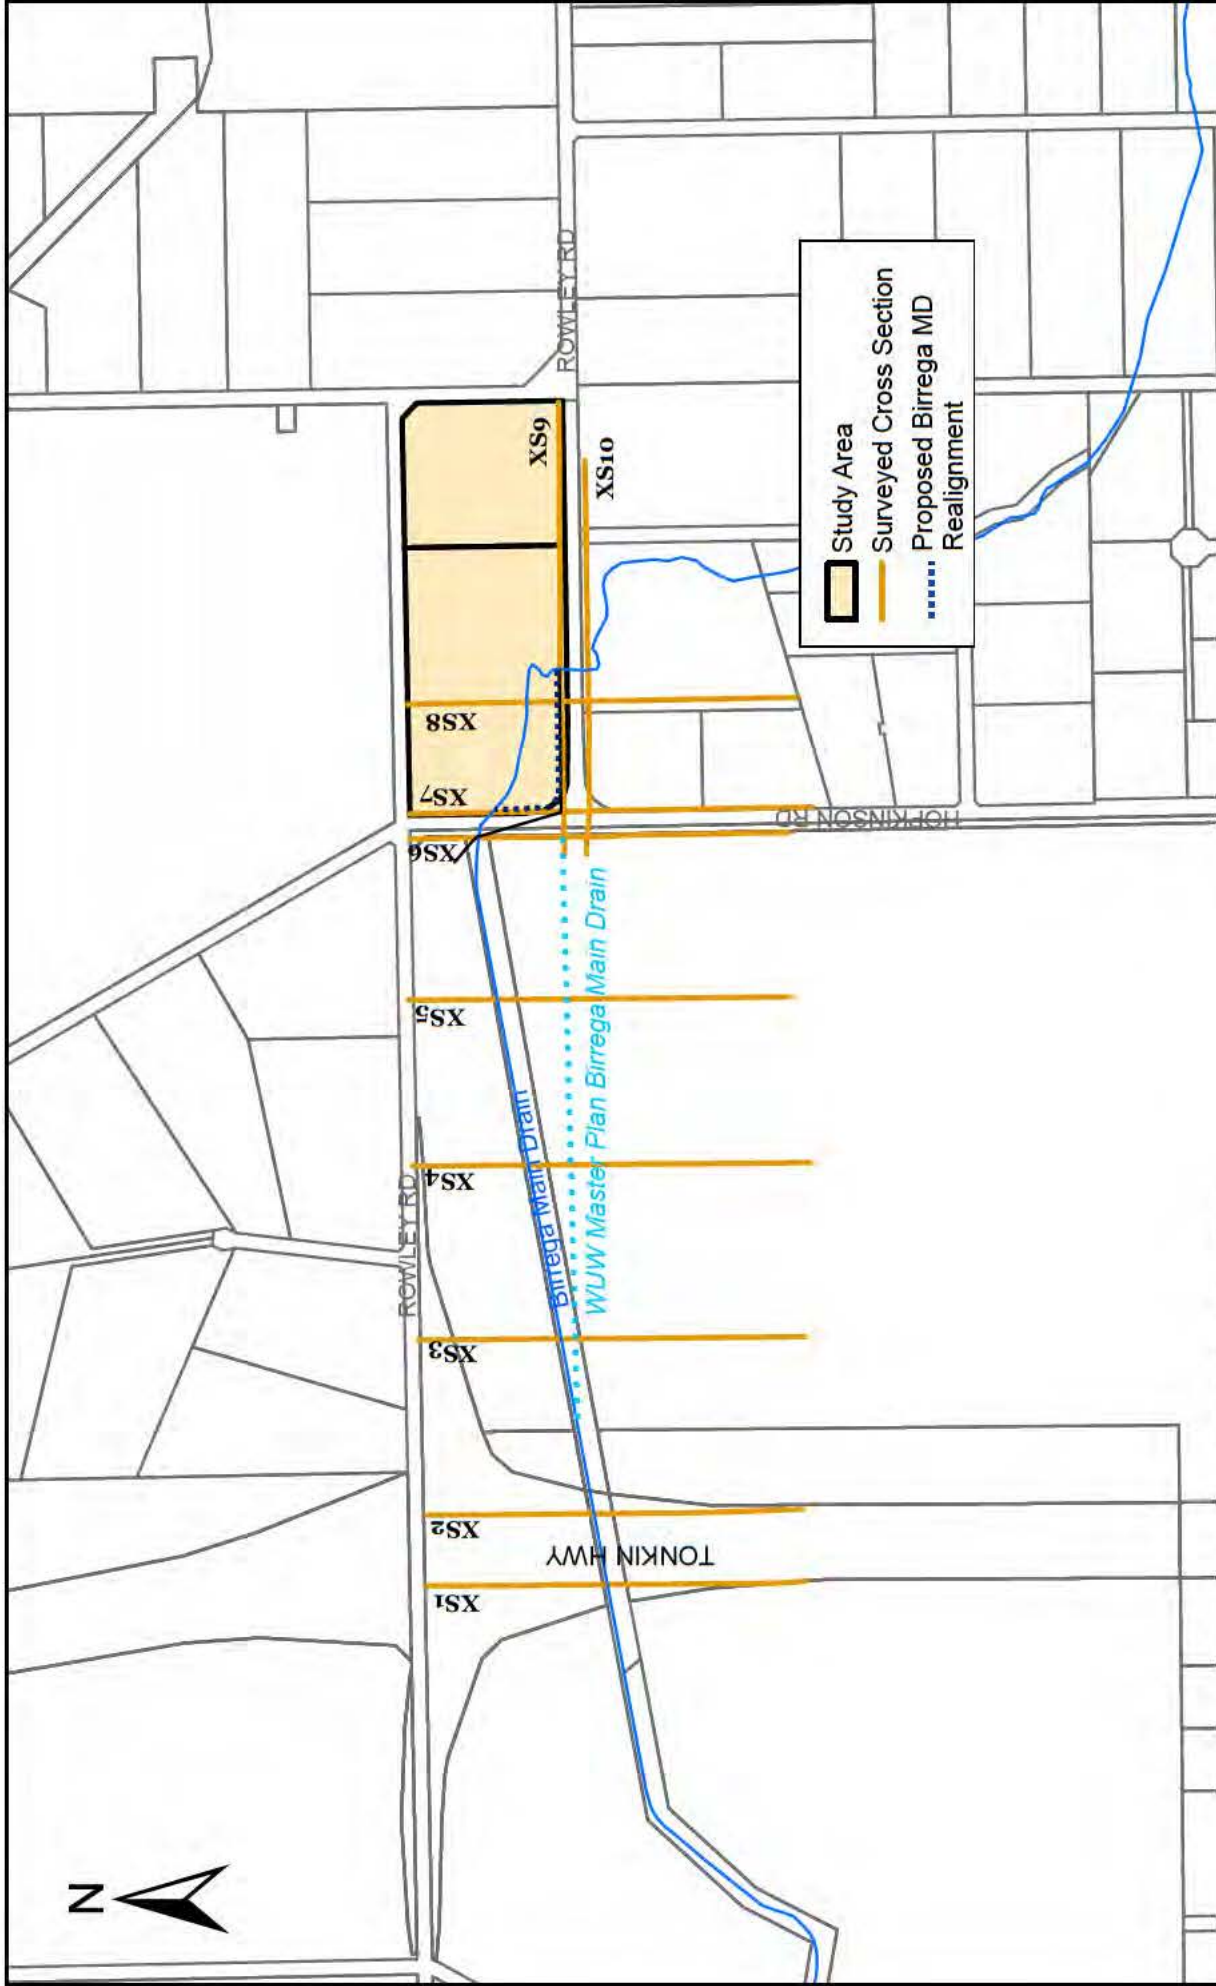 N
ROWLEY RD
ROWLEY RD
XS1
XS2
XS3
XS4
XS5
XS6
XS7
XS8
XS9
XS10
TONKIN HWY
Birrega Main Drain
WUW Master Plan Birrega Main Drain
HOPKINSON RD
Study Area
Surveyed Cross Section
Proposed Birrega MD
Realignment